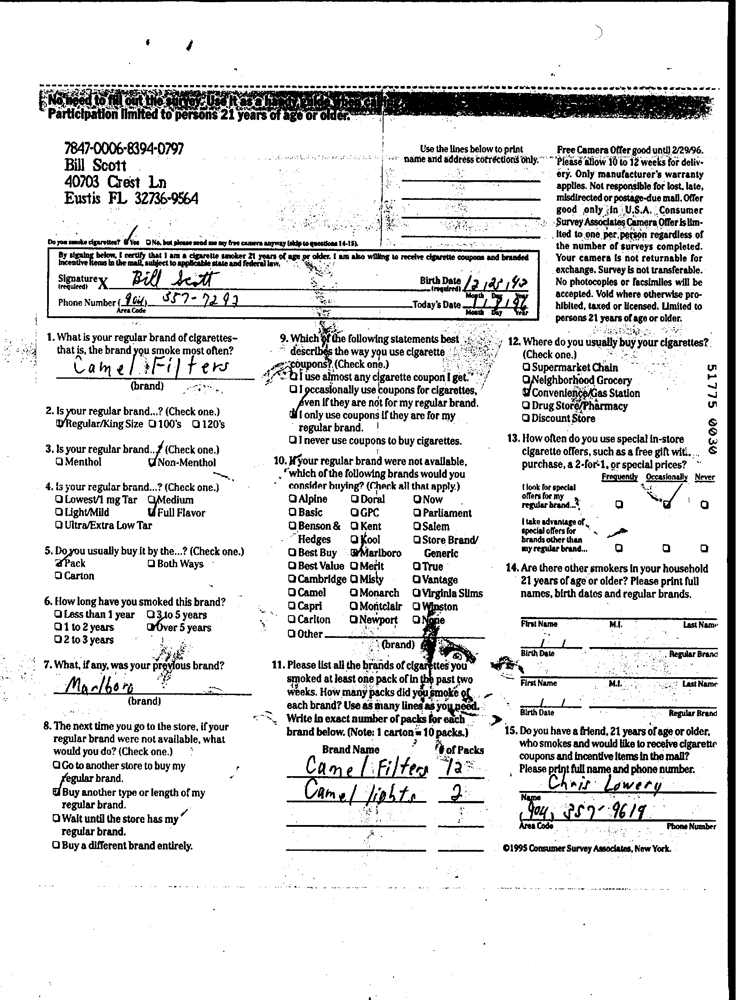 No need to fill out the survey. Use it as a handy guide when
Participation limited to persons 21 years of age or older.
7847-0006-8394-0797
Bill Scott
40703 Crest Ln
Eustis FL 32736-9564
Use the lines below to print
name and address corrections only.
Free Camera Offer good until 2/29/96.
Please allow 10 to 12 weeks for deliv-
ery. Only manufacturer's warranty
applies. Not responsible for lost, late,
misdirected or postage-due mail. Offer
good only in U.S.A. Consumer
Survey Associates Camera Offer is lim-
ited to one per person regardless of
the number of surveys completed.
Your camera is not returnable for
exchange. Survey is not transferable.
No photocopies or facsimiles will be
accepted. Void where otherwise pro-
hibited, taxed or licensed. Limited to
persons 21 years of age or older.
Do you smoke cigarettes? Yes No, but please send me my free camera anyway (skip to questions 14-15).
By signing below, I certify that I am a cigarette smoker 21 years of age or older. I am also willing to receive cigarette coupons and branded
incentive items in the mail, subject to applicable state and federal law.
Signature X Bill Scott
(required)
Birth Date
(required)
Month Day Year
Phone Number (904) 357-7292
Area Code
Today's Date
Month Day Year
1. What is your regular brand of cigarettes–
that is, the brand you smoke most often?
Camel Filters
(brand)
2. Is your regular brand...? (Check one.)
Regular/King Size 100's 120's
3. Is your regular brand...? (Check one.)
Menthol Non-Menthol
4. Is your regular brand...? (Check one.)
Lowest/1 mg Tar Medium
Light/Mild Full Flavor
Ultra/Extra Low Tar
5. Do you usually buy it by the...? (Check one.)
Pack Both Ways
Carton
6. How long have you smoked this brand?
Less than 1 year 3 to 5 years
1 to 2 years Over 5 years
2 to 3 years
7. What, if any, was your previous brand?
Marlboro
(brand)
8. The next time you go to the store, if your
regular brand were not available, what
would you do? (Check one.)
Go to another store to buy my
regular brand.
Buy another type or length of my
regular brand.
Wait until the store has my
regular brand.
Buy a different brand entirely.
9. Which of the following statements best
describes the way you use cigarette
coupons? (Check one.)
I use almost any cigarette coupon I get.
I occasionally use coupons for cigarettes,
even if they are not for my regular brand.
I only use coupons if they are for my
regular brand.
I never use coupons to buy cigarettes.
10. If your regular brand were not available,
which of the following brands would you
consider buying? (Check all that apply.)
Alpine Doral Now
Basic GPC Parliament
Benson & Kent Salem
Hedges Kool Store Brand/
Best Buy Marlboro Generic
Best Value Merit True
Cambridge Misty Vantage
Camel Monarch Virginia Slims
Capri Montclair Winston
Carlton Newport None
Other
(brand)
11. Please list all the brands of cigarettes you
smoked at least one pack of in the past two
weeks. How many packs did you smoke of
each brand? Use as many lines as you need.
Write in exact number of packs for each
brand below. (Note: 1 carton = 10 packs.)
Brand Name # of Packs
Camel Filters 12
Camel lights 2
12. Where do you usually buy your cigarettes?
(Check one.)
Supermarket Chain
Neighborhood Grocery
Convenience/Gas Station
Drug Store/Pharmacy
Discount Store
13. How often do you use special in-store
cigarette offers, such as a free gift with
purchase, a 2-for-1, or special prices?
Frequently Occasionally Never
I look for special
offers for my
regular brand...
I take advantage of
special offers for
brands other than
my regular brand...
14. Are there other smokers in your household
21 years of age or older? Please print full
names, birth dates and regular brands.
First Name M.I. Last Name
Birth Date Regular Brand
First Name M.I. Last Name
Birth Date Regular Brand
15. Do you have a friend, 21 years of age or older,
who smokes and would like to receive cigarette
coupons and incentive items in the mail?
Please print full name and phone number.
Chris Lowery
Name
(904) 357-9619
Area Code Phone Number
©1995 Consumer Survey Associates, New York.
51775 0030